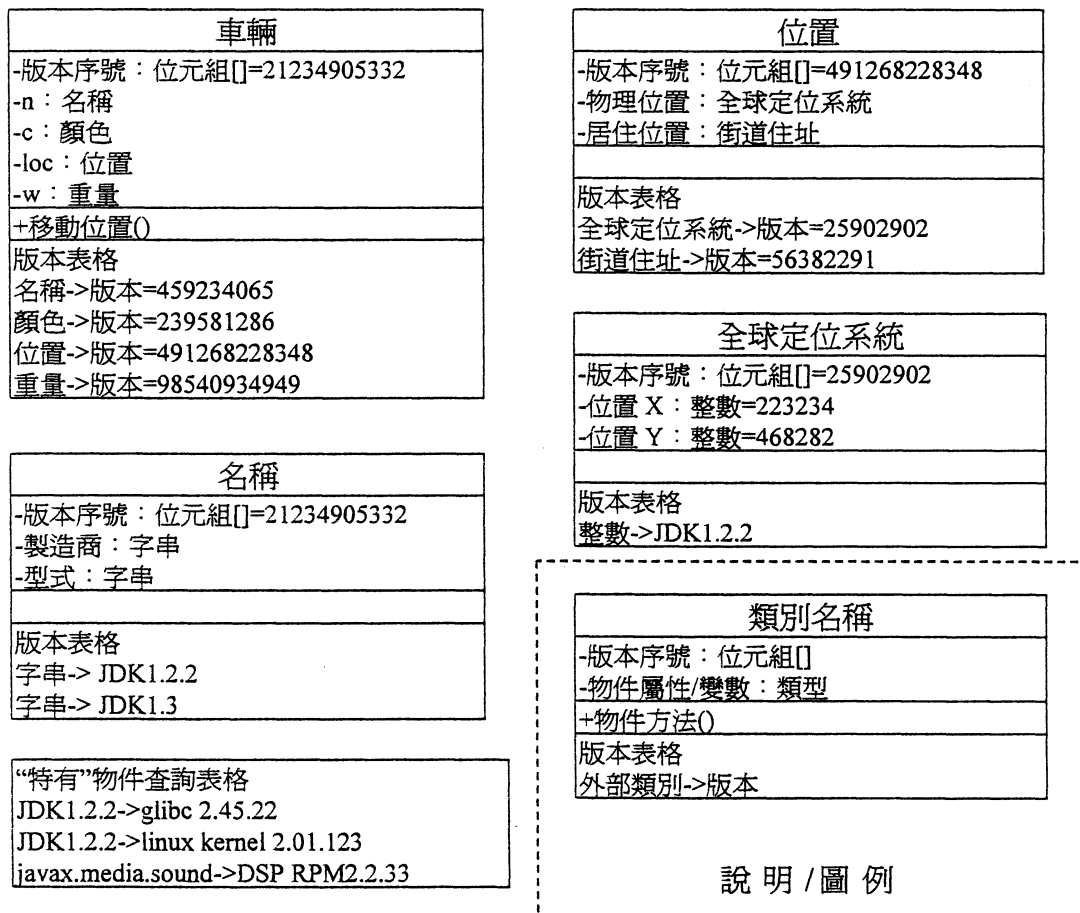 車輛
-版本序號：位元組[]=21234905332
-n：名稱
-c：顏色
-loc：位置
-w：重量
+移動位置()
版本表格
名稱->版本=459234065
顏色->版本=239581286
位置->版本=491268228348
重量->版本=98540934949
名稱
-版本序號：位元組[]=21234905332
-製造商：字串
-型式：字串
版本表格
字串-> JDK1.2.2
字串-> JDK1.3
“特有”物件查詢表格
JDK1.2.2->glibc 2.45.22
JDK1.2.2->linux kernel 2.01.123
javax.media.sound->DSP RPM2.2.33
位置
-版本序號：位元組[]=491268228348
-物理位置：全球定位系統
-居住位置：街道住址
版本表格
全球定位系統->版本=25902902
街道住址->版本=56382291
全球定位系統
-版本序號：位元組[]=25902902
-位置 X：整數=223234
-位置 Y：整數=468282
版本表格
整數->JDK1.2.2
類別名稱
-版本序號：位元組[]
-物件屬性/變數：類型
+物件方法()
版本表格
外部類別->版本
說明/圖例